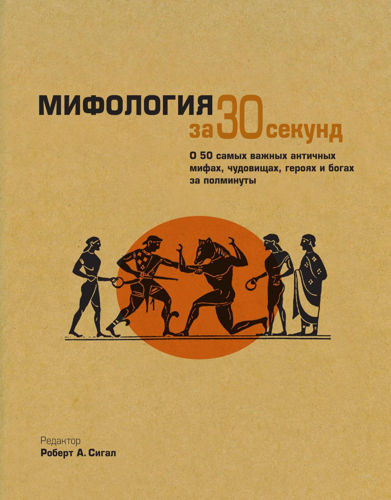 МИФОЛОГИЯ
за 30 секунд
О 50 самых важных античных
мифах, чудовищах, героях и богах
за полминуты
Редактор
Роберт А. Сигал